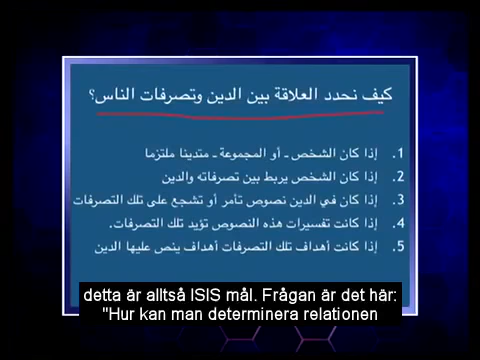 كيف نحدد العلاقة بين الدين وتصرفات الناس؟
1. إذا كان الشخص - أو المجموعة - متدينا ملتزما
2. إذا كان الشخص يربط بين تصرفاته والدين
3. إذا كان في الدين نصوص تأمر أو تشجع على تلك التصرفات
4. إذا كانت تفسيرات هذه النصوص تؤيد تلك التصرفات.
5. إذا كانت أهداف تلك التصرفات أهداف ينص عليها الدين
detta är alltså ISIS mål. Frågan är det här:
"Hur kan man determinera relationen